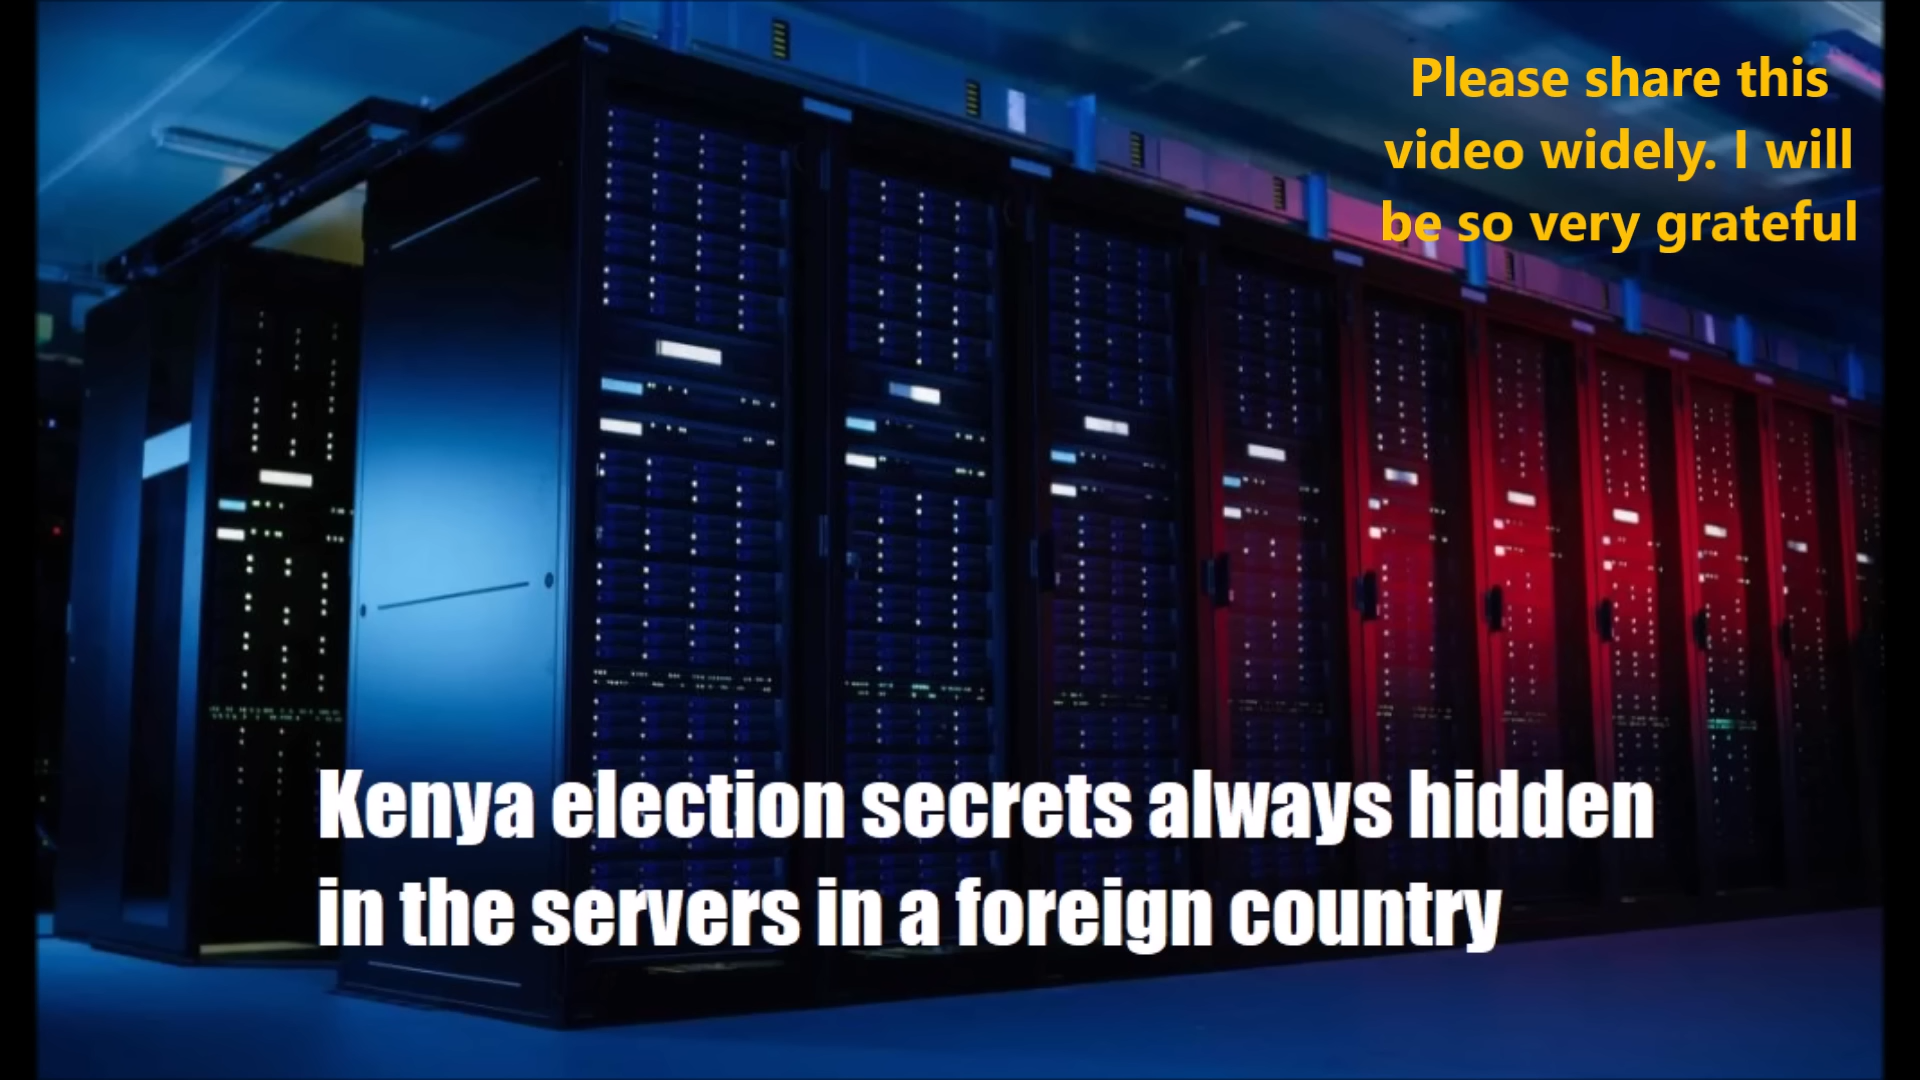 Please share this
video widely. I will
be so very grateful
Kenya election secrets always hidden
in the servers in a foreign country